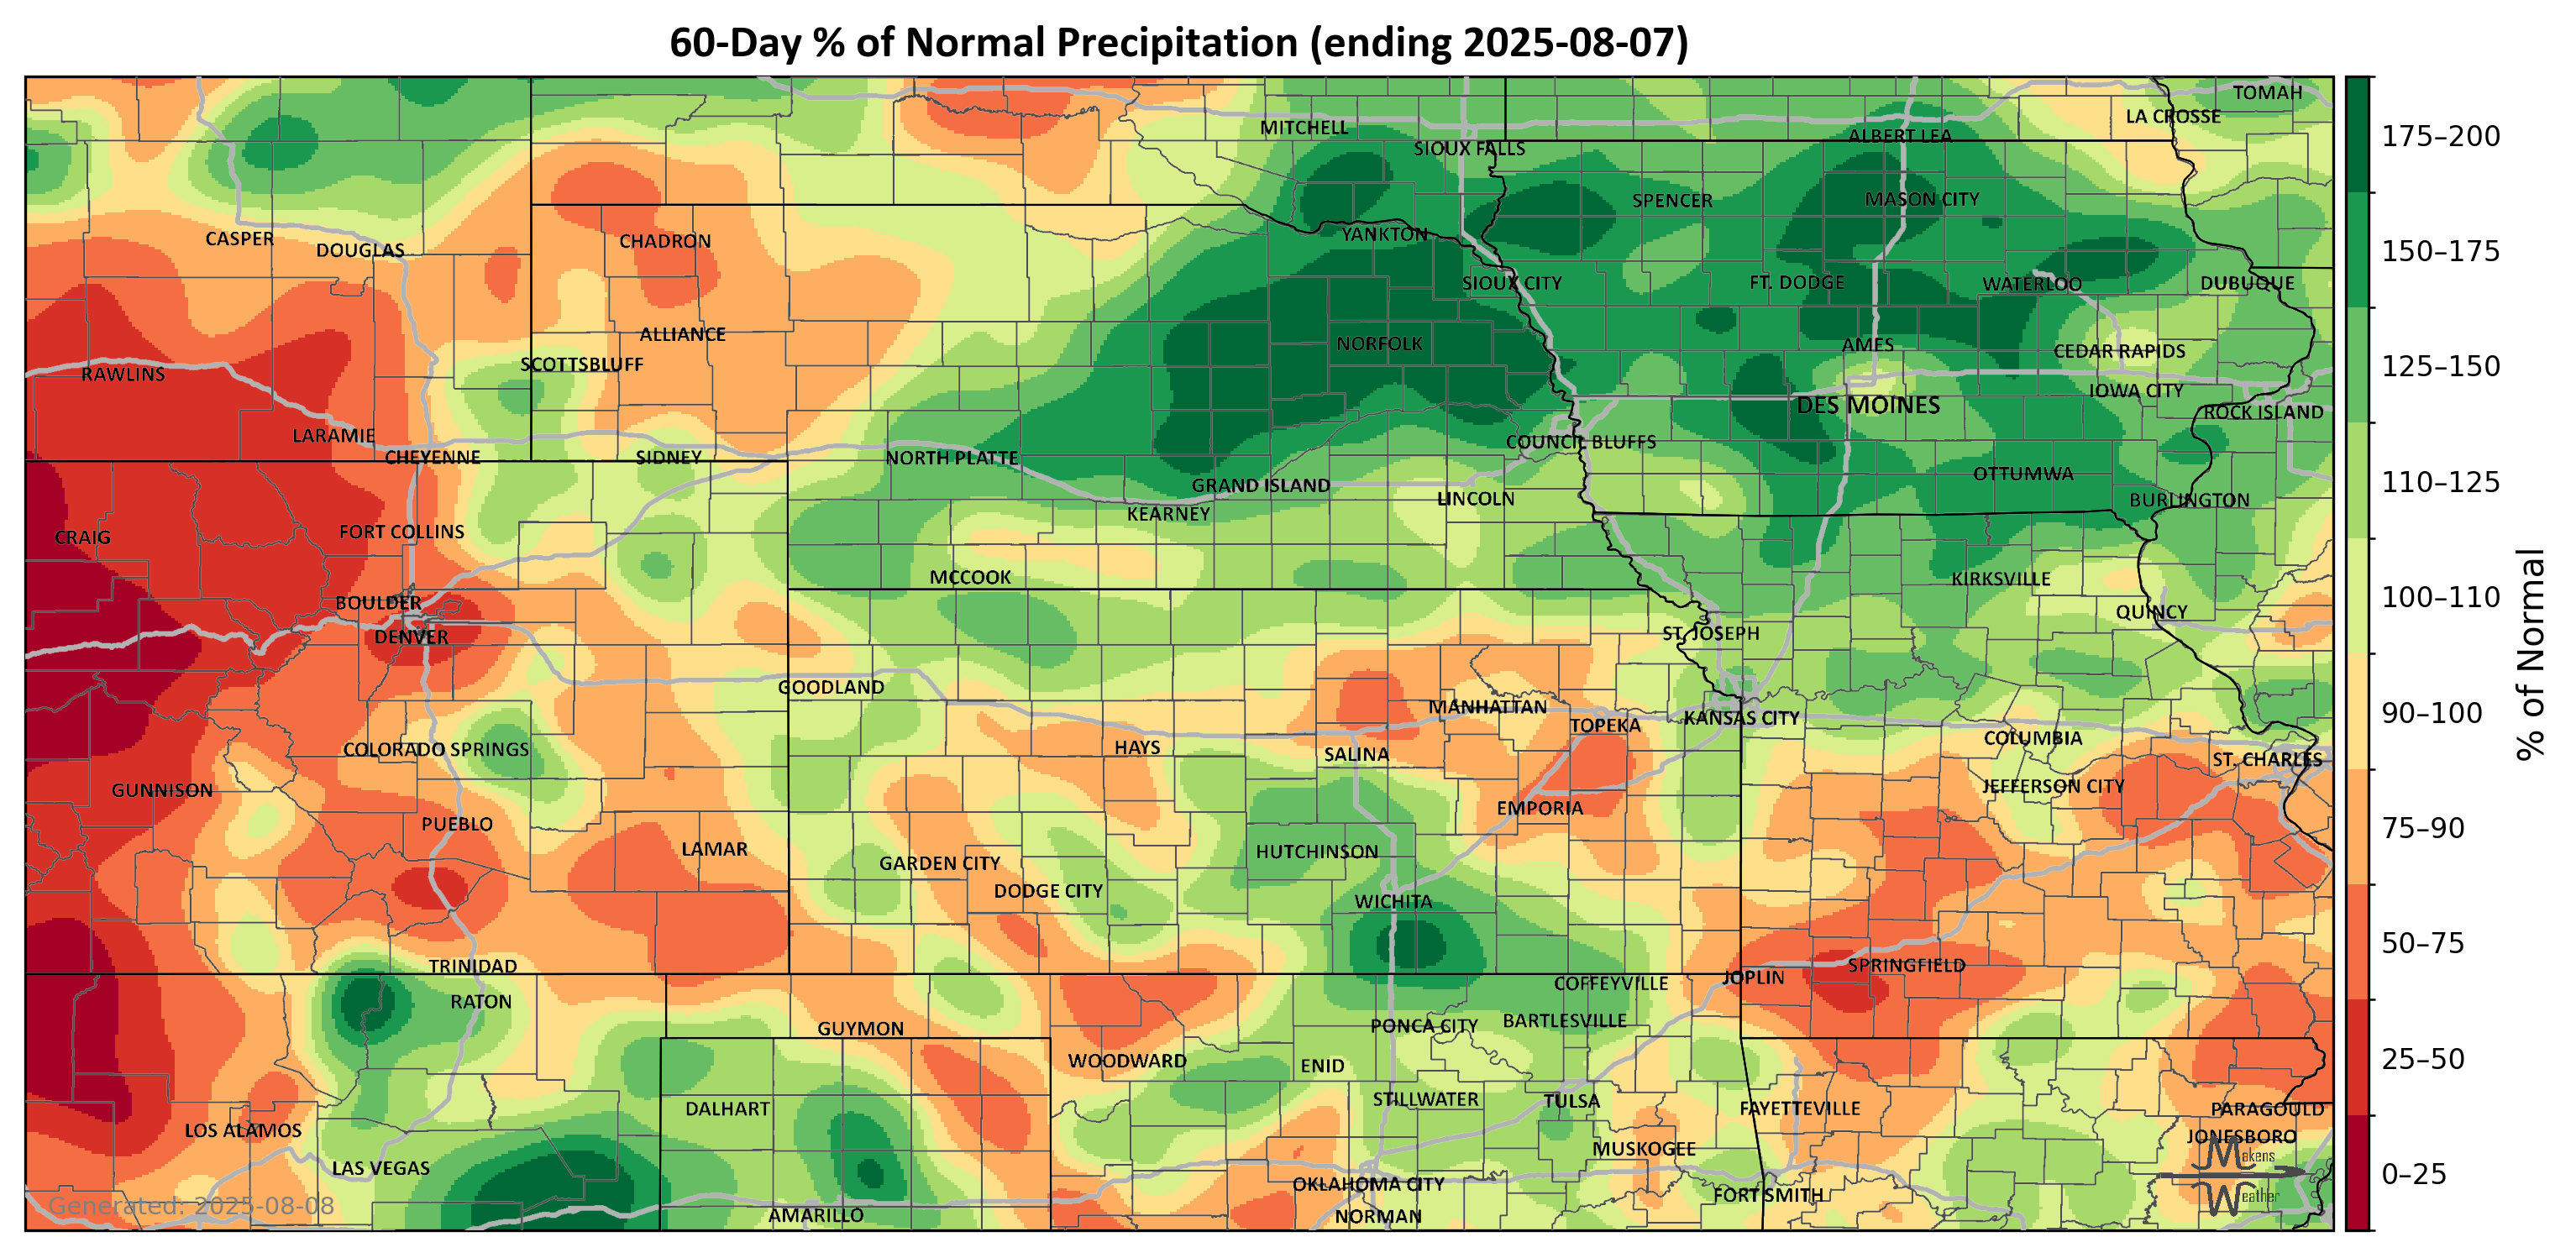 60-Day % of Normal Precipitation (ending 2025-08-07)
TOMAH
LA CROSSE
MITCHELL
ALBERT LEA
SIOUX FALLS
SPENCER
MASON CITY
YANKTON
CASPER
DOUGLAS
CHADRON
SIOUX CITY
FT. DODGE
WATERLOO
DUBUQUE
ALLIANCE
NORFOLK
AMES
CEDAR RAPIDS
SCOTTSBLUFF
RAWLINS
IOWA CITY
DES MOINES
ROCK ISLAND
LARAMIE
COUNCIL BLUFFS
CHEYENNE
SIDNEY
NORTH PLATTE
OTTUMWA
GRAND ISLAND
LINCOLN
BURLINGTON
KEARNEY
FORT COLLINS
CRAIG
MCCOOK
KIRKSVILLE
BOULDER
QUINCY
DENVER
ST. JOSEPH
GOODLAND
MANHATTAN
TOPEKA
KANSAS CITY
COLUMBIA
COLORADO SPRINGS
HAYS
SALINA
ST. CHARLES
GUNNISON
JEFFERSON CITY
EMPORIA
PUEBLO
LAMAR
HUTCHINSON
GARDEN CITY
DODGE CITY
WICHITA
TRINIDAD
SPRINGFIELD
JOPLIN
COFFEYVILLE
RATON
GUYMON
PONCA CITY
BARTLESVILLE
WOODWARD
ENID
DALHART
STILLWATER
TULSA
FAYETTEVILLE
PARAGOULD
LOS ALAMOS
JONESBORO
MUSKOGEE
LAS VEGAS
OKLAHOMA CITY
FORT SMITH
AMARILLO
NORMAN
Generated: 2025-08-08
Makens
Weather
175–200
150–175
125–150
110–125
100–110
90–100
75–90
50–75
25–50
0–25
% of Normal